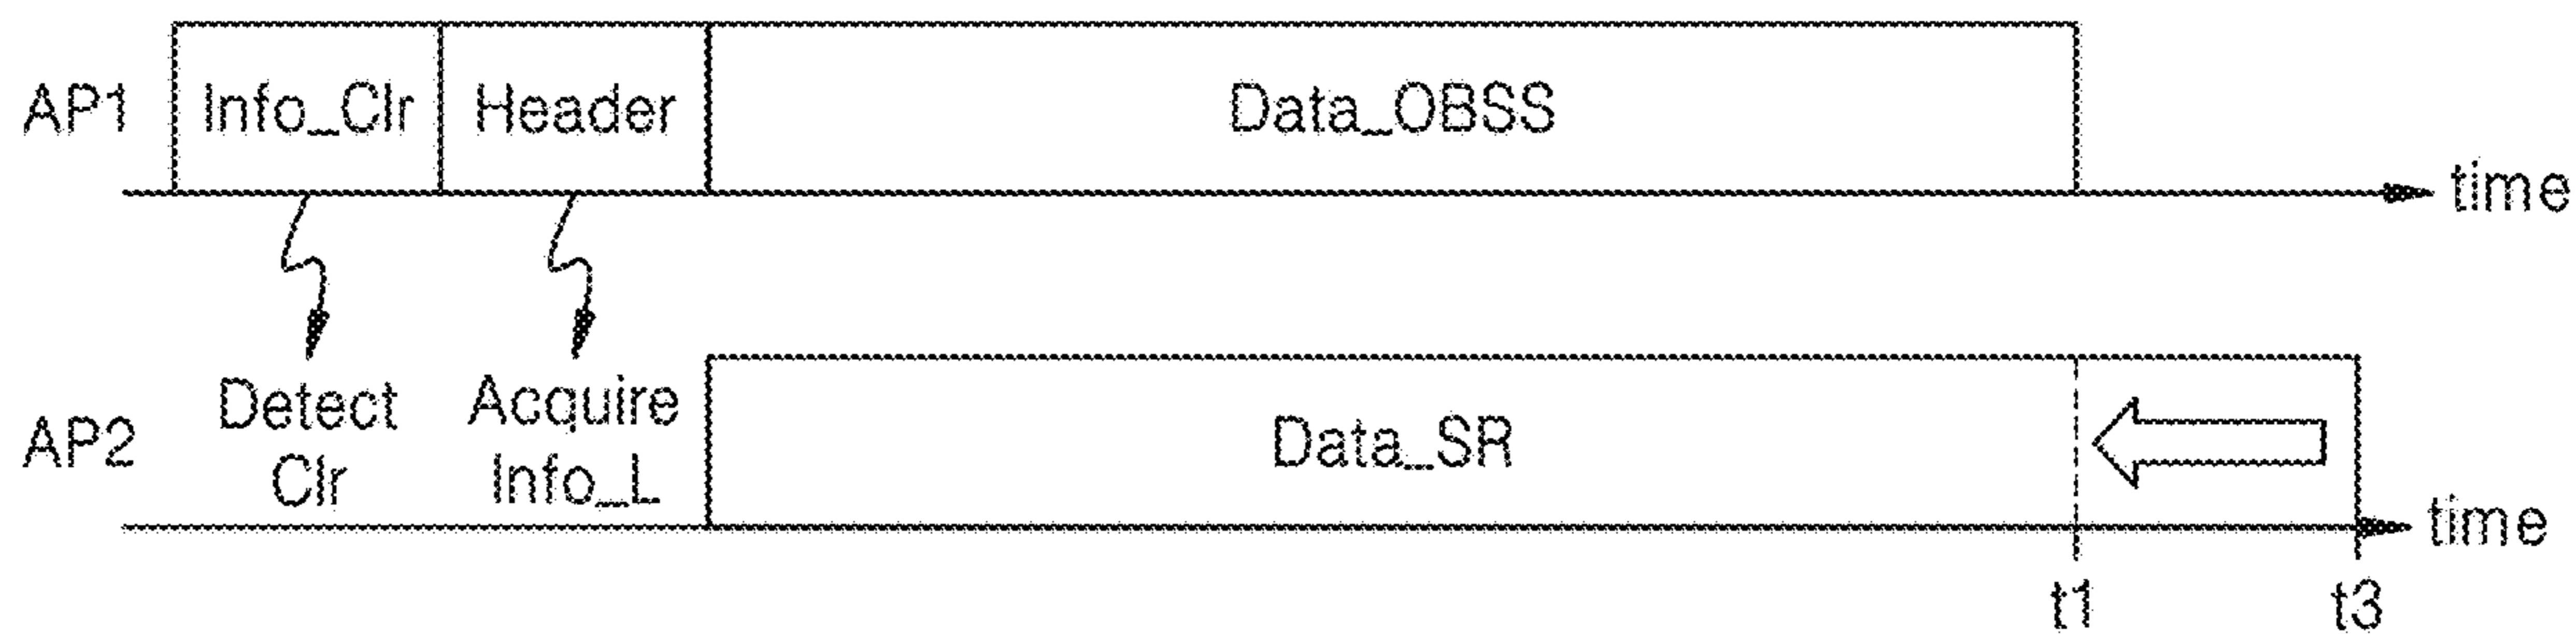 AP1 Info_Clr Header Data_OBSS
time
AP2 Detect Clr Acquire Info_L Data_SR
time
t1 t3